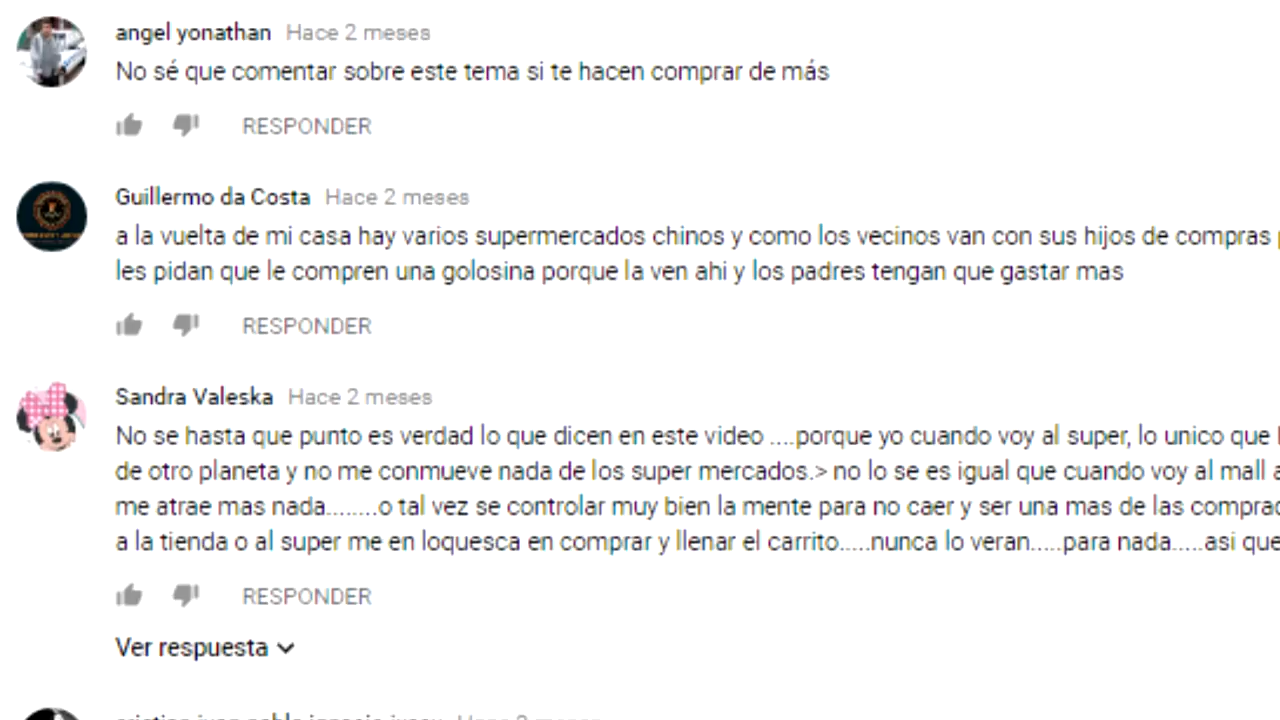 angel yonathan Hace 2 meses
No sé que comentar sobre este tema si te hacen comprar de más
RESPONDER
Guillermo da Costa Hace 2 meses
a la vuelta de mi casa hay varios supermercados chinos y como los vecinos van con sus hijos de compras
les pidan que le compren una golosina porque la ven ahi y los padres tengan que gastar mas
RESPONDER
Sandra Valeska Hace 2 meses
No se hasta que punto es verdad lo que dicen en este video ....porque yo cuando voy al super, lo unico que
de otro planeta y no me conmueve nada de los super mercados.> no lo se es igual que cuando voy al mall a
me atrae mas nada........o tal vez se controlar muy bien la mente para no caer y ser una mas de las
a la tienda o al super me en loquesca en comprar y llenar el carrito.....nunca lo veran.....para nada.....asi que
RESPONDER
Ver respuesta